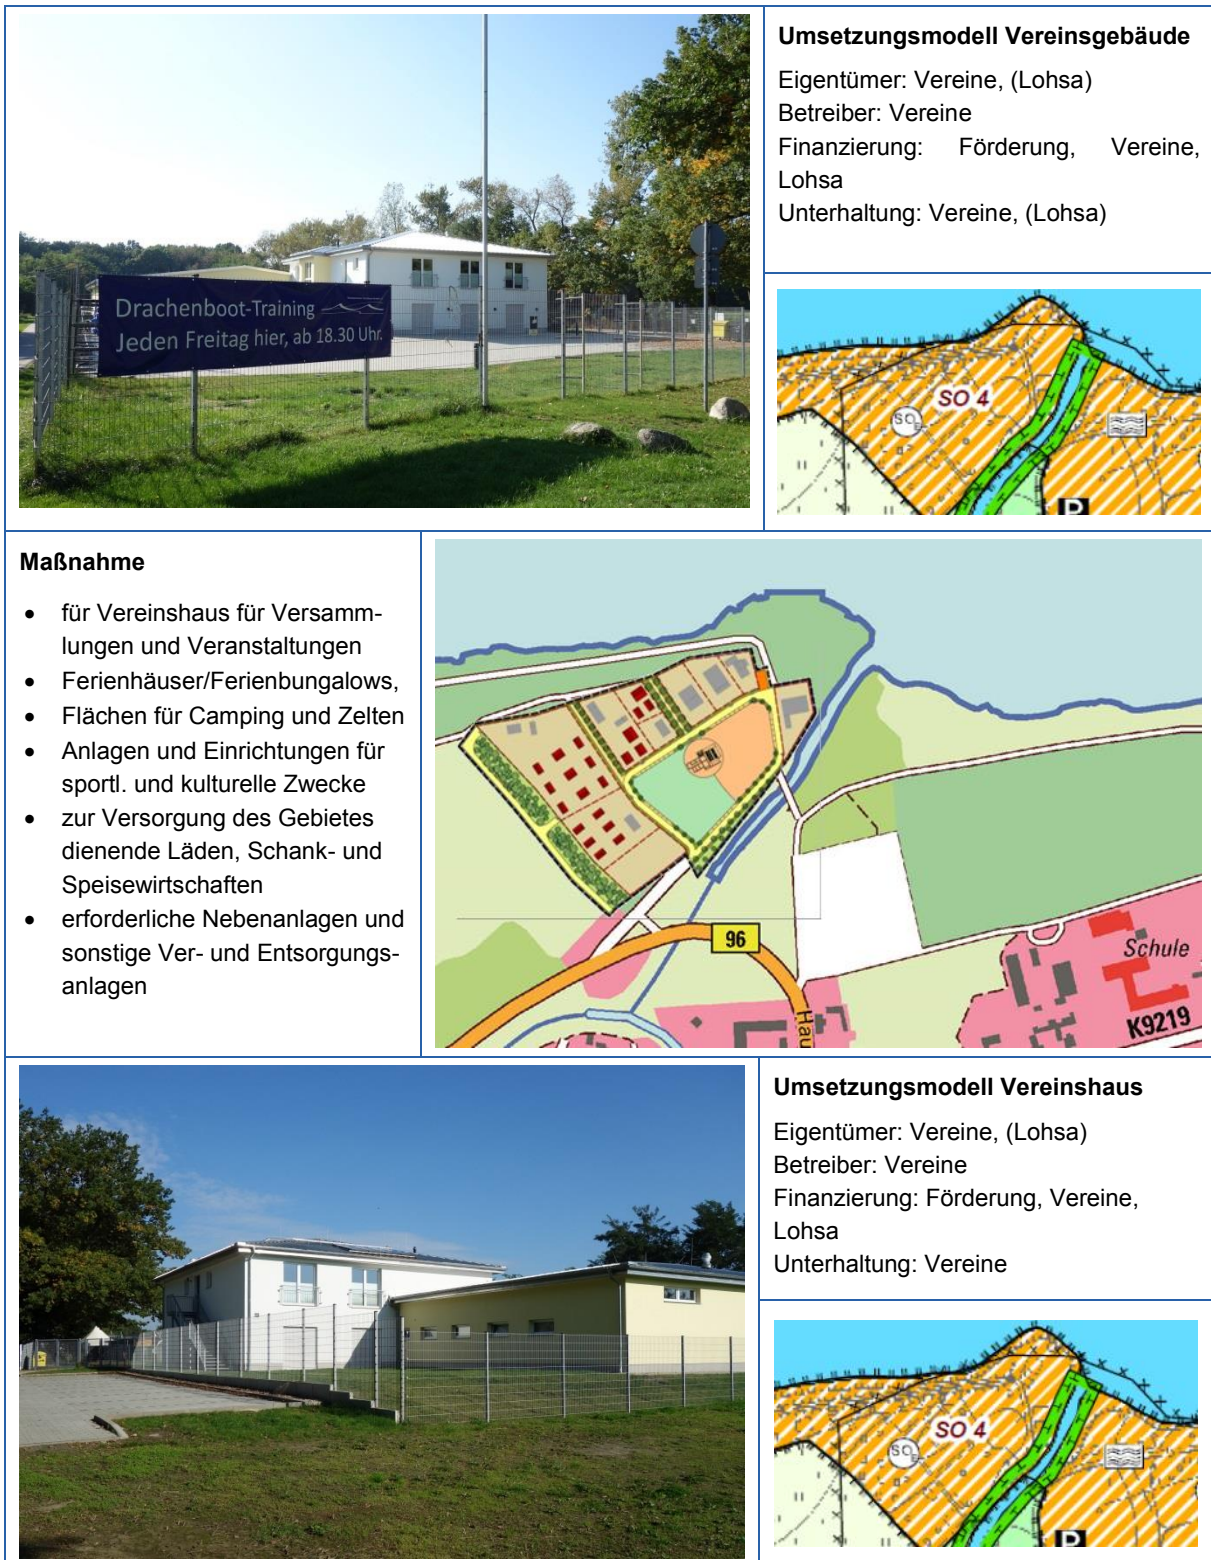 Umsetzungsmodell Vereinsgebäude
Eigentümer: Vereine, (Lohsa)
Betreiber: Vereine
Finanzierung: Förderung, Vereine,
Lohsa
Unterhaltung: Vereine, (Lohsa)
Drachenboot-Training
Jeden Freitag hier, ab 18.30 Uhr.
SO 4
SO
P
Maßnahme
• für Vereinshaus für Versamm-
lungen und Veranstaltungen
• Ferienhäuser/Ferienbungalows,
• Flächen für Camping und Zelten
• Anlagen und Einrichtungen für
sportl. und kulturelle Zwecke
• zur Versorgung des Gebietes
dienende Läden, Schank- und
Speisewirtschaften
• erforderliche Nebenanlagen und
sonstige Ver- und Entsorgungs-
anlagen
96
Schule
Hau
K9219
Umsetzungsmodell Vereinshaus
Eigentümer: Vereine, (Lohsa)
Betreiber: Vereine
Finanzierung: Förderung, Vereine,
Lohsa
Unterhaltung: Vereine
SO 4
SO
P